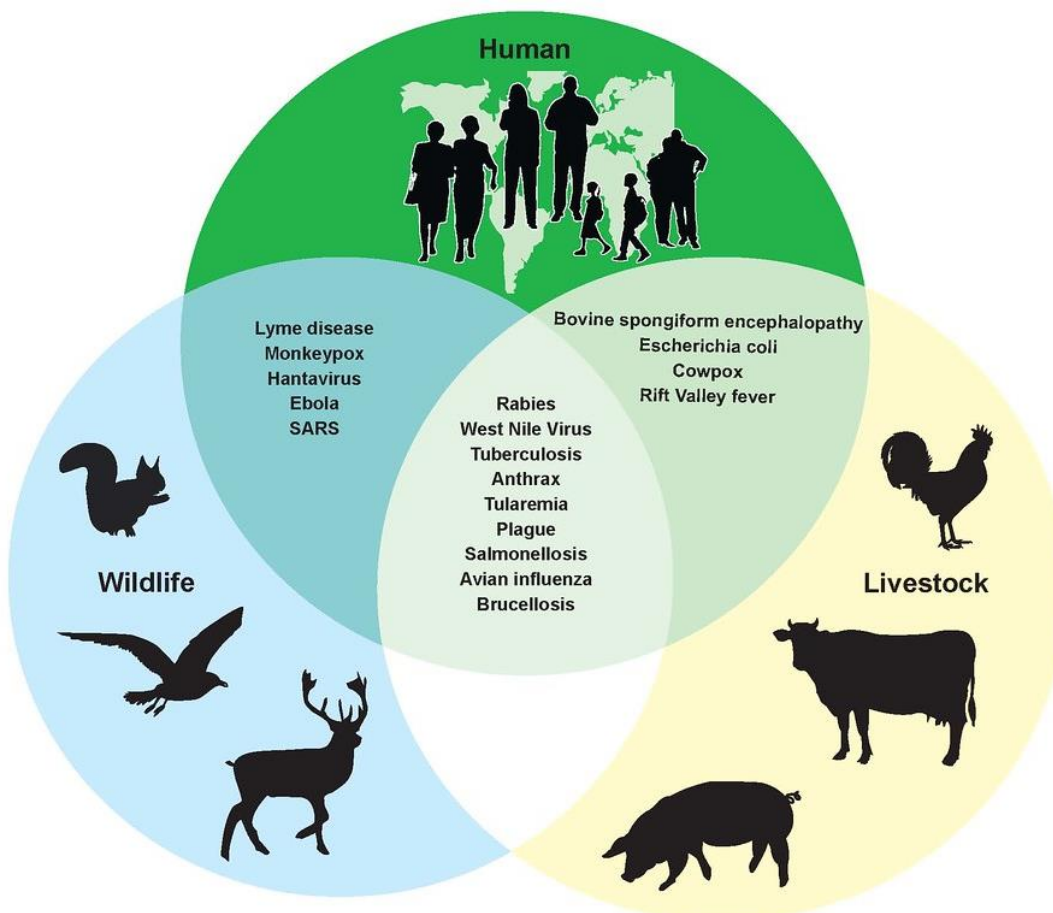 Human
Lyme disease
Monkeypox
Hantavirus
Ebola
SARS
Bovine spongiform encephalopathy
Escherichia coli
Cowpox
Rift Valley fever
Rabies
West Nile Virus
Tuberculosis
Anthrax
Tularemia
Plague
Salmonellosis
Avian influenza
Brucellosis
Wildlife
Livestock